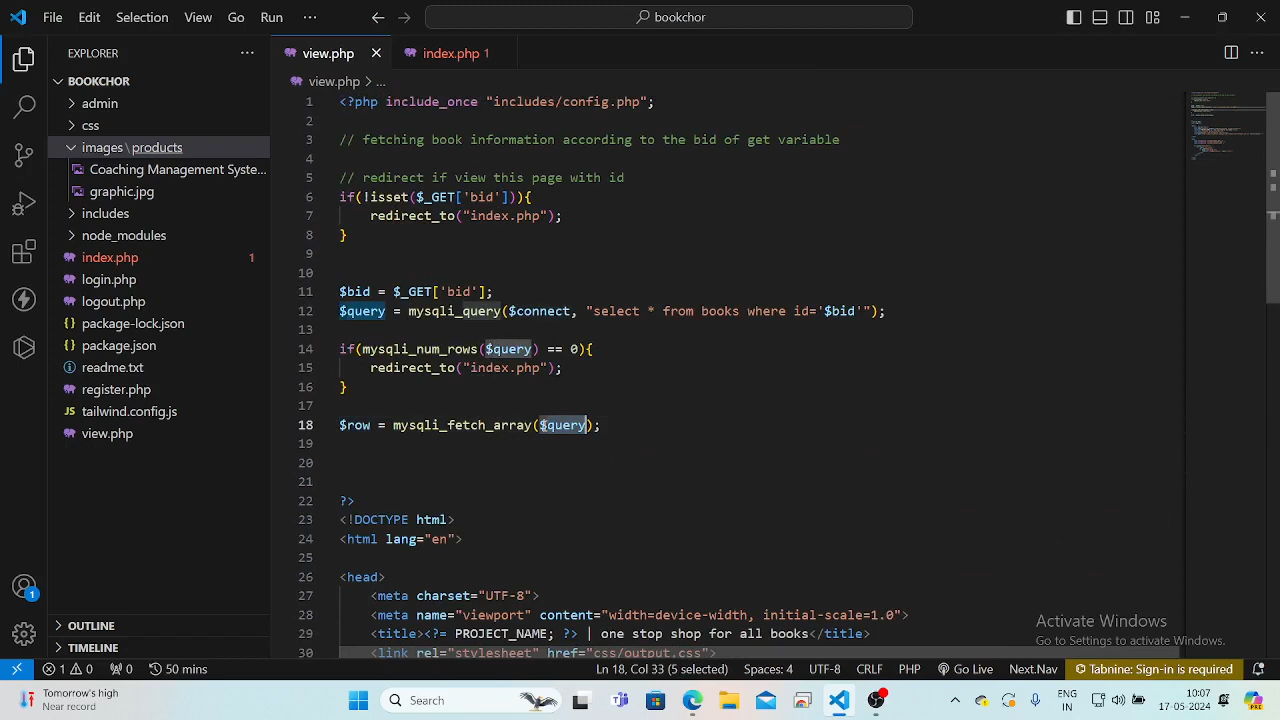 File Edit Selection View Go Run ··· bookchor
EXPLORER ··· view.php index.php 1
BOOKCHOR
admin
css
images\products
Coaching Management Syste...
graphic.jpg
includes
node_modules
index.php 1
login.php
logout.php
package-lock.json
package.json
readme.txt
register.php
tailwind.config.js
view.php
OUTLINE
TIMELINE
view.php > ...
1 <?php include_once "includes/config.php";
2
3 // fetching book information according to the bid of get variable
4
5 // redirect if view this page with id
6 if(!isset($_GET['bid'])){
7 redirect_to("index.php");
8 }
9
10
11 $bid = $_GET['bid'];
12 $query = mysqli_query($connect, "select * from books where id='$bid'");
13
14 if(mysqli_num_rows($query) == 0){
15 redirect_to("index.php");
16 }
17
18 $row = mysqli_fetch_array($query);
19
20
21
22 ?>
23 <!DOCTYPE html>
24 <html lang="en">
25
26 <head>
27 <meta charset="UTF-8">
28 <meta name="viewport" content="width=device-width, initial-scale=1.0">
29 <title><?= PROJECT_NAME; ?> | one stop shop for all books</title>
30 <link rel="stylesheet" href="css/output.css">
Activate Windows
Go to Settings to activate Windows.
1 0 0 50 mins Ln 18, Col 33 (5 selected) Spaces: 4 UTF-8 CRLF PHP Go Live Next.Nav Tabnine: Sign-in is required
Tomorrow's high
Near record
Search
ENG
IN
10:07
17-05-2024